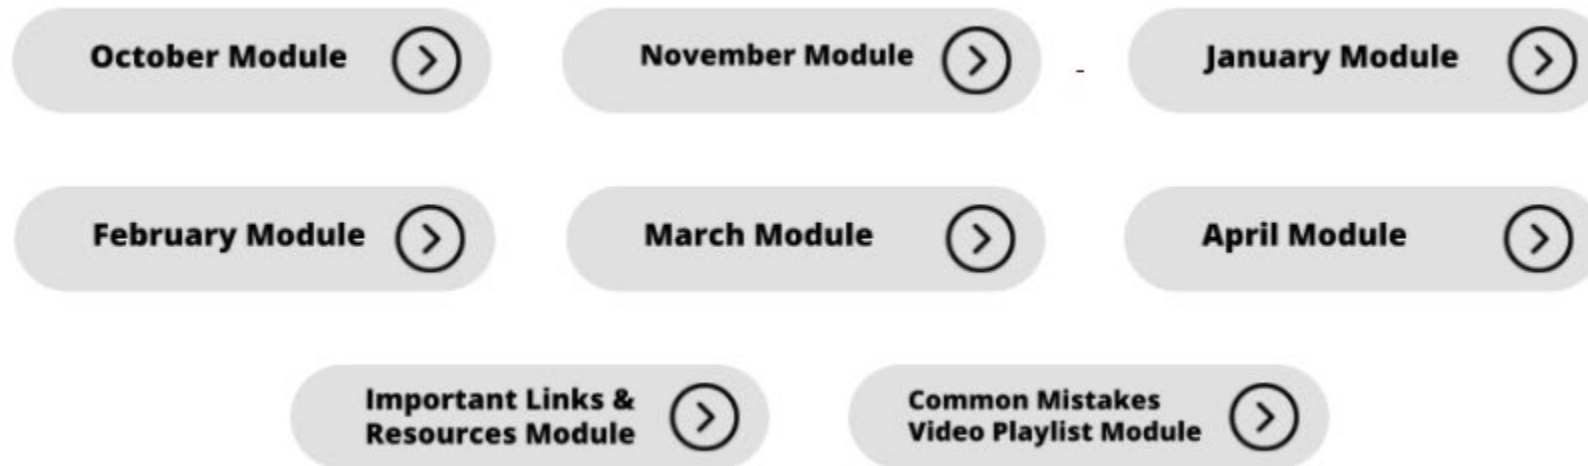 October Module
November Module
-
January Module
February Module
March Module
April Module
Important Links &
Resources Module
Common Mistakes
Video Playlist Module